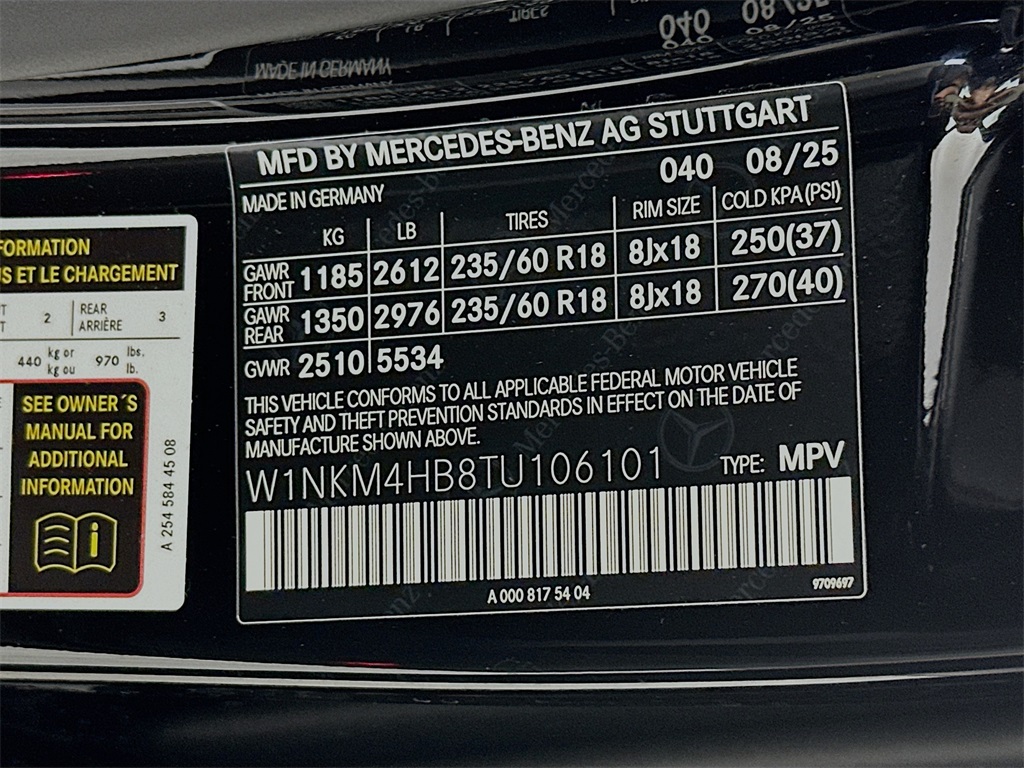 MFD BY MERCEDES-BENZ AG STUTTGART
MADE IN GERMANY 040 08/25
KG LB TIRES RIM SIZE COLD KPA (PSI)
GAWR FRONT 1185 2612 235/60 R18 8Jx18 250(37)
GAWR REAR 1350 2976 235/60 R18 8Jx18 270(40)
GVWR 2510 5534
THIS VEHICLE CONFORMS TO ALL APPLICABLE FEDERAL MOTOR VEHICLE
SAFETY AND THEFT PREVENTION STANDARDS IN EFFECT ON THE DATE OF
MANUFACTURE SHOWN ABOVE.
W1NKM4HB8TU106101 TYPE: MPV
A 000 817 54 04
9709697
ET LE CHARGEMENT
2 REAR ARRIÈRE 3
440 kg or kg ou 970 lbs. lb.
SEE OWNER´S
MANUAL FOR
ADDITIONAL
INFORMATION
A 254 584 45 08